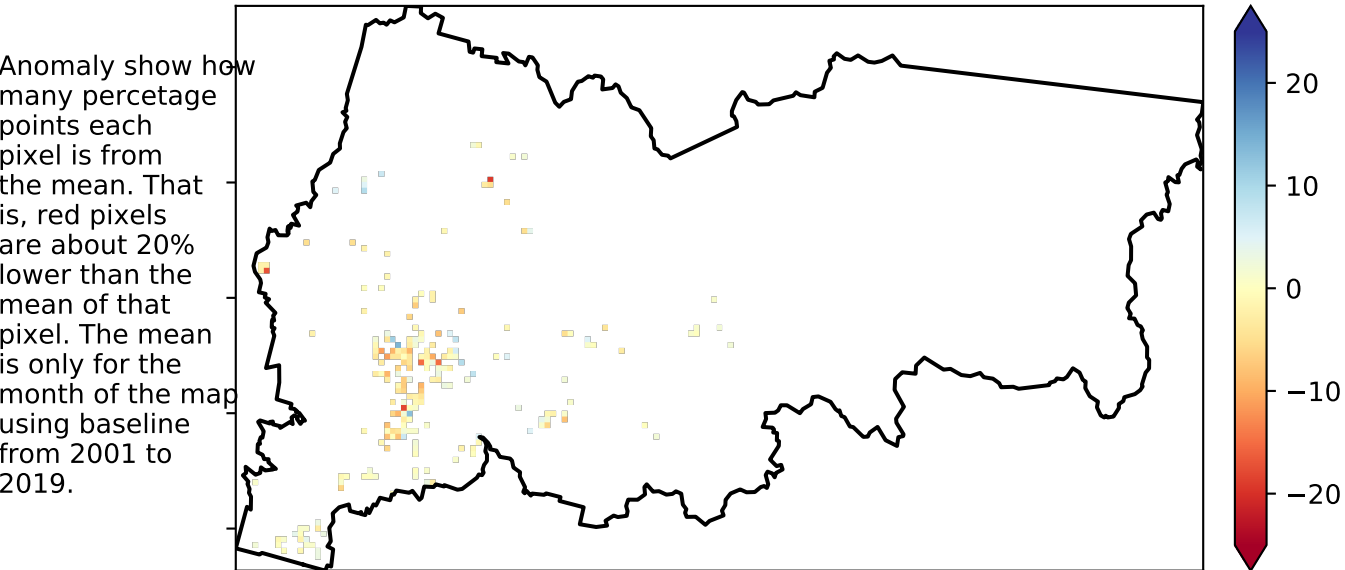 Anomaly show how
many percetage
points each
pixel is from
the mean. That
is, red pixels
are about 20%
lower than the
mean of that
pixel. The mean
is only for the
month of the map
using baseline
from 2001 to
2019.
20
10
0
−10
−20